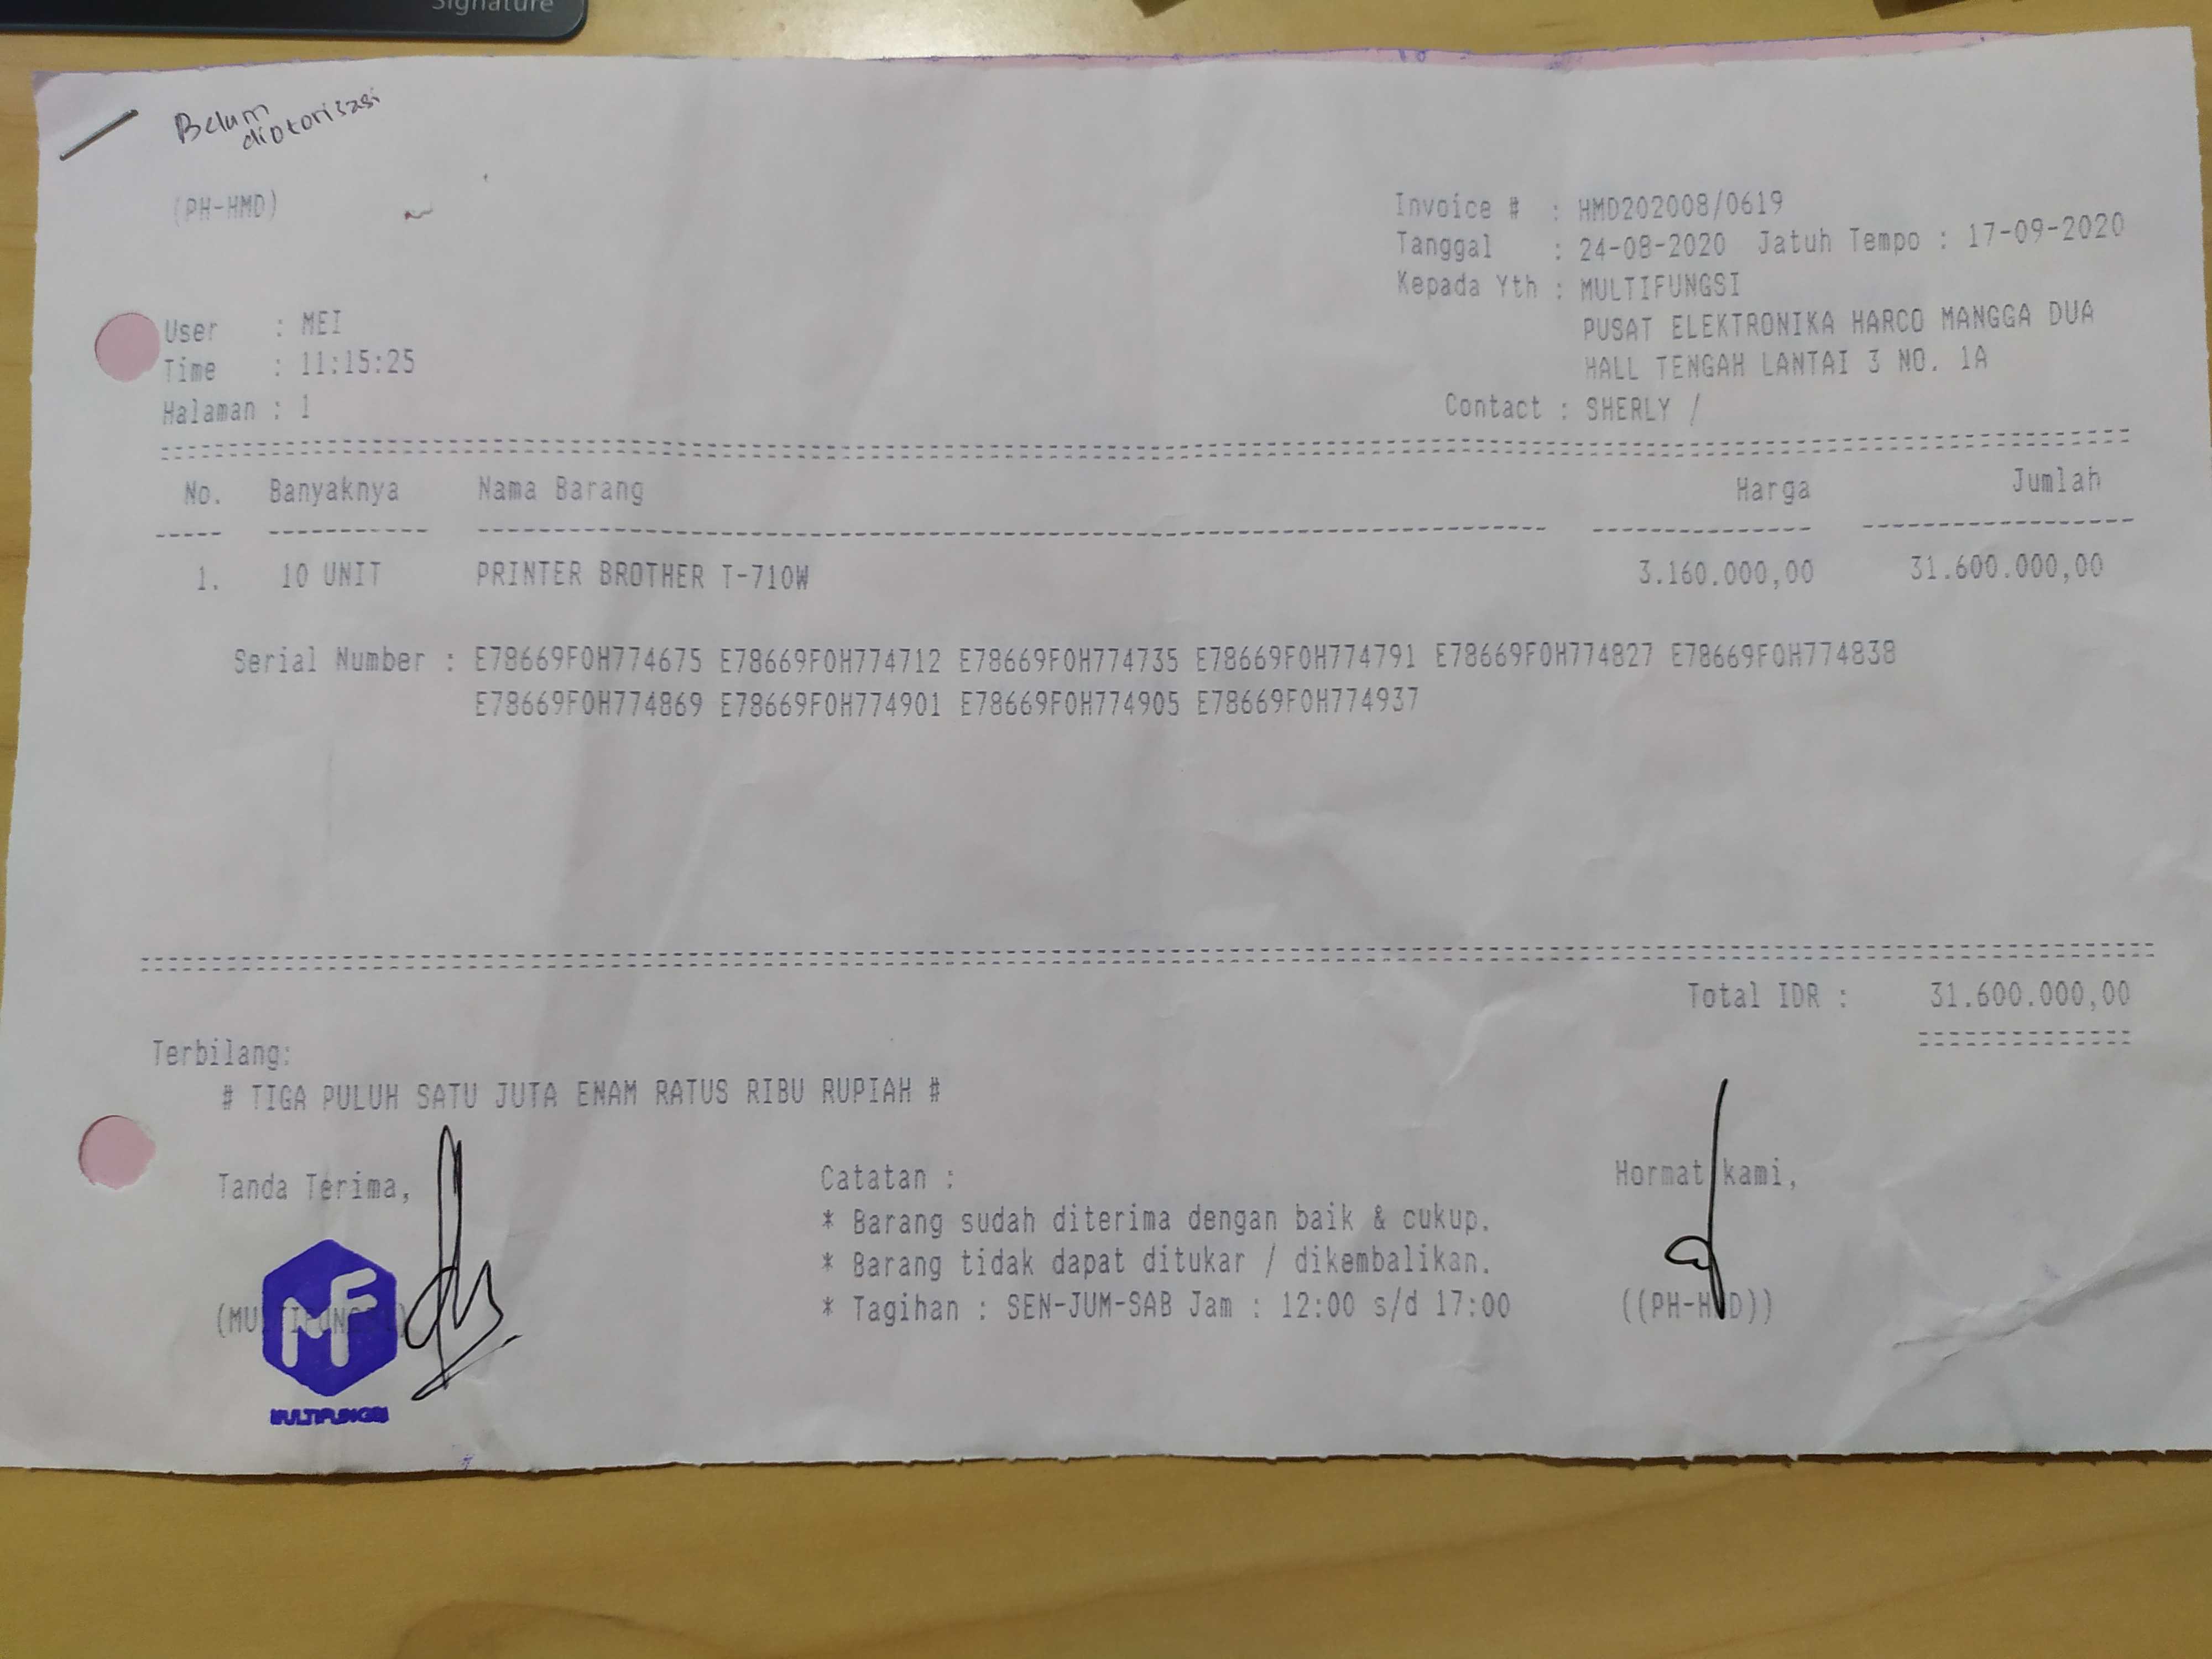 Signature
Belum
diotorisasi
(PH-HMD)
Invoice # : HMD202008/0619
Tanggal : 24-08-2020 Jatuh Tempo : 17-09-2020
Kepada Yth : MULTIFUNGSI
PUSAT ELEKTRONIKA HARCO MANGGA DUA
HALL TENGAH LANTAI 3 NO. 1A
Contact : SHERLY /
User : MEI
Time : 11:15:25
Halaman : 1
No. Banyaknya Nama Barang Harga Jumlah
1. 10 UNIT PRINTER BROTHER T-710W 3.160.000,00 31.600.000,00
Serial Number : E78669F0H774675 E78669F0H774712 E78669F0H774735 E78669F0H774791 E78669F0H774827 E78669F0H774838
E78669F0H774869 E78669F0H774901 E78669F0H774905 E78669F0H774937
Total IDR : 31.600.000,00
Terbilang:
# TIGA PULUH SATU JUTA ENAM RATUS RIBU RUPIAH #
Tanda Terima,
Catatan :
* Barang sudah diterima dengan baik & cukup.
* Barang tidak dapat ditukar / dikembalikan.
* Tagihan : SEN-JUM-SAB Jam : 12:00 s/d 17:00
Hormat kami,
((PH-HMD))
(MULTIFUNGSI)
MF
MULTIFUNGSI